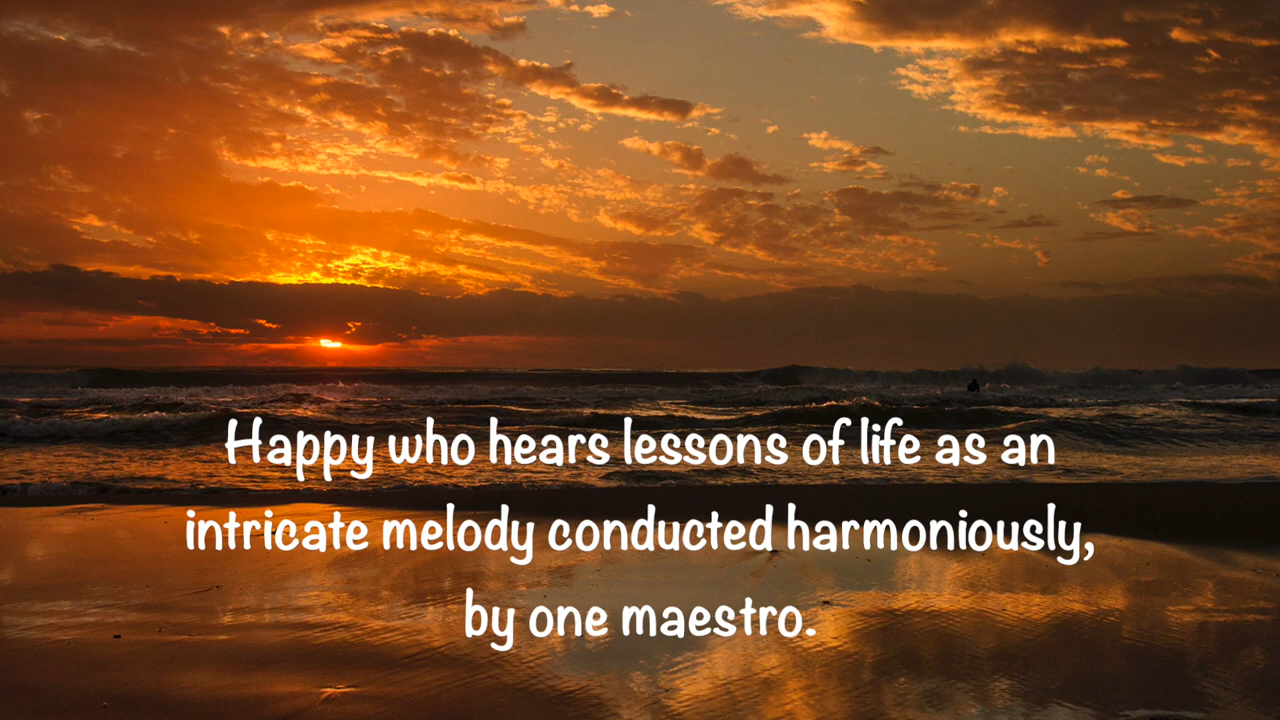 Happy who hears lessons of life as an
intricate melody conducted harmoniously,
by one maestro.